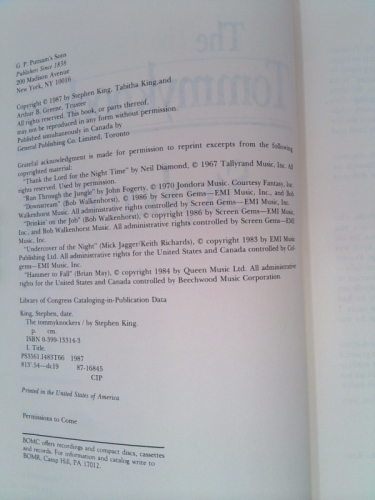 G. P. Putnam's Sons
Publishers Since 1838
200 Madison Avenue
New York, NY 10016
Copyright © 1987 by Stephen King, Tabitha King, and
Arthur B. Greene, Trustee
All rights reserved. This book, or parts thereof,
may not be reproduced in any form without permission.
Published simultaneously in Canada by
General Publishing Co. Limited, Toronto
Grateful acknowledgment is made for permission to reprint excerpts from the following
copyrighted material:
"Thank the Lord for the Night Time" by Neil Diamond, © 1967 Tallyrand Music, Inc. All
rights reserved. Used by permission.
"Run Through the Jungle" by John Fogerty, © 1970 Jondora Music. Courtesy Fantasy, Inc.
"Downstream" (Bob Walkenhorst), © 1986 by Screen Gems—EMI Music, Inc., and Bob
Walkenhorst Music. All administrative rights controlled by Screen Gems—EMI Music, Inc.
"Drinkin' on the Job" (Bob Walkenhorst), © copyright 1986 by Screen Gems—EMI Music,
Inc., and Bob Walkenhorst Music. All administrative rights controlled by Screen Gems—EMI
Music, Inc.
"Undercover of the Night" (Mick Jagger/Keith Richards), © copyright 1983 by EMI Music
Publishing Ltd. All rights for the United States and Canada controlled by Col-
gems—EMI Music, Inc.
"Hammer to Fall" (Brian May), © copyright 1984 by Queen Music Ltd. All administrative
rights for the United States and Canada controlled by Beechwood Music Corporation.
Library of Congress Cataloging-in-Publication Data
King, Stephen, date.
The tommyknockers / by Stephen King.
p. cm.
ISBN 0-399-13314-3
I. Title.
PS3561.I483T66 1987
813'.54—dc19 87-16845
CIP
Printed in the United States of America
Permissions to Come
BOMC offers recordings and compact discs, cassettes
and records. For information and catalog write to
BOMR, Camp Hill, PA 17012.